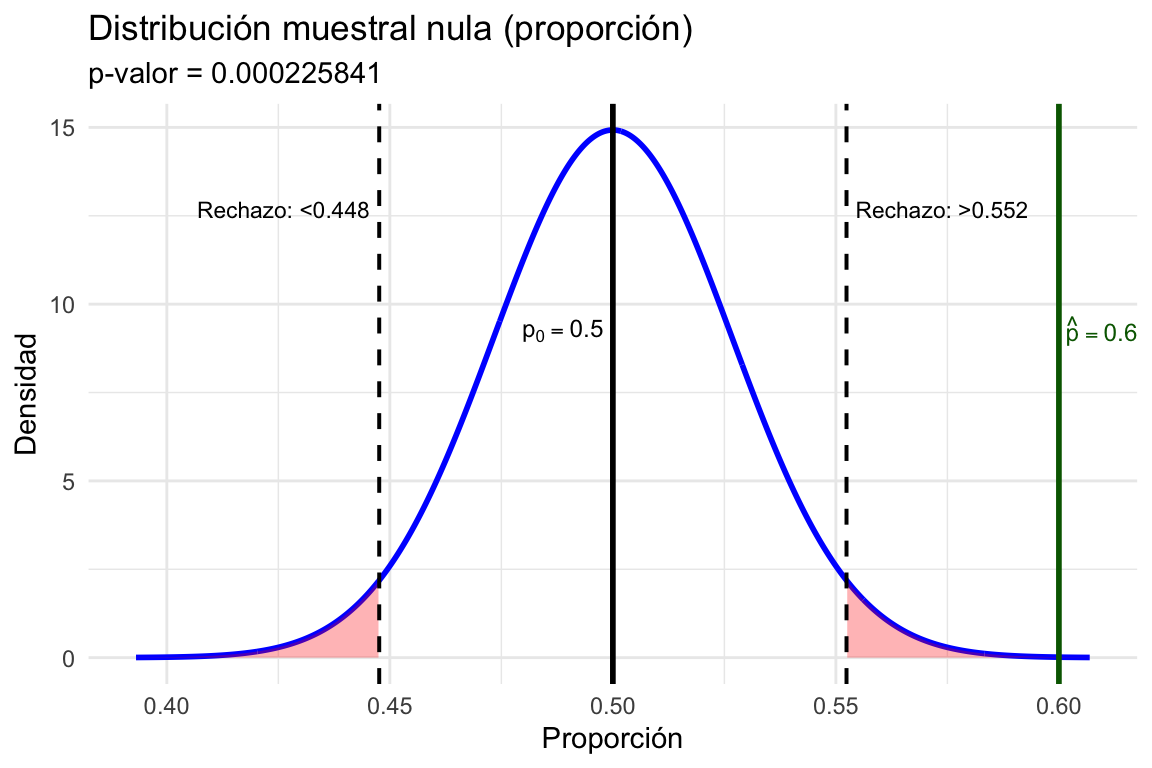 Distribución muestral nula (proporción)
p-valor = 0.000225841
15
Rechazo: <0.448
Rechazo: >0.552
10
p₀ = 0.5
p̂ = 0.6
Densidad
5
0
0.40 0.45 0.50 0.55 0.60
Proporción